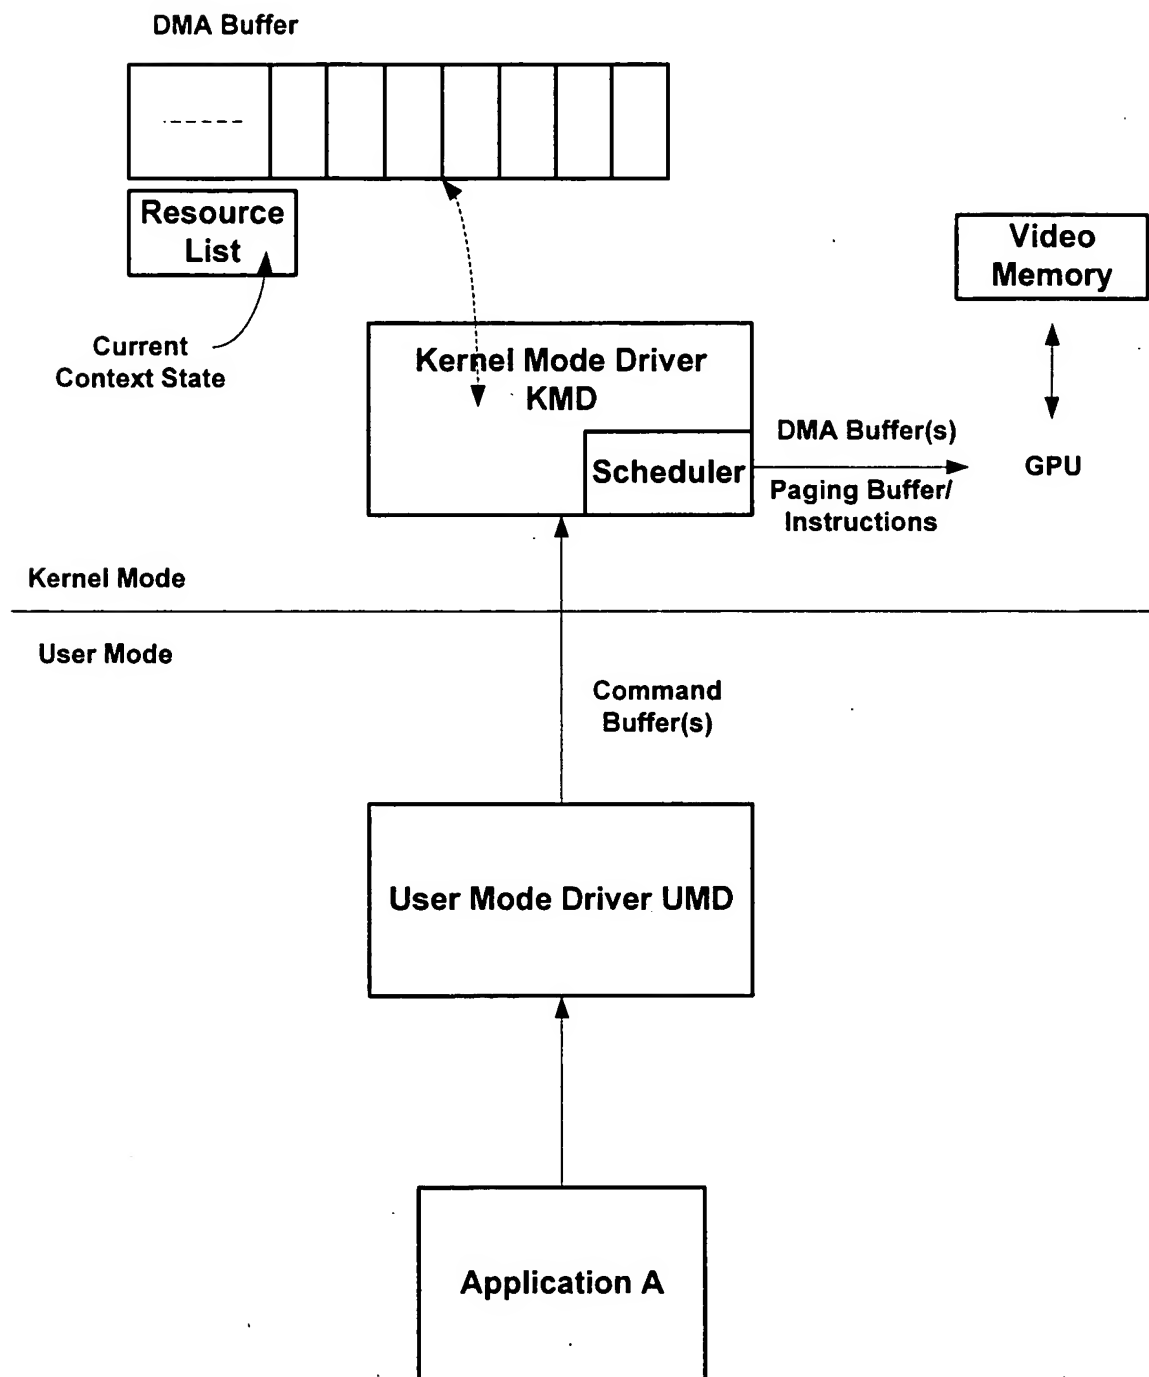 DMA Buffer
Resource
List
Current
Context State
Video
Memory
Kernel Mode Driver
KMD
Scheduler
DMA Buffer(s)
Paging Buffer/
Instructions
GPU
Kernel Mode
User Mode
Command
Buffer(s)
User Mode Driver UMD
Application A